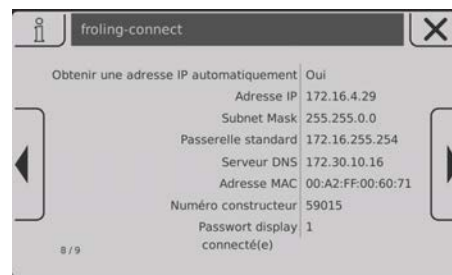 froling-connect
Obtenir une adresse IP automatiquement Oui
Adresse IP 172.16.4.29
Subnet Mask 255.255.0.0
Passerelle standard 172.16.255.254
Serveur DNS 172.30.10.16
Adresse MAC 00:A2:FF:00:60:71
Numéro constructeur 59015
Passwort display 1
connecté(e)
8 / 9